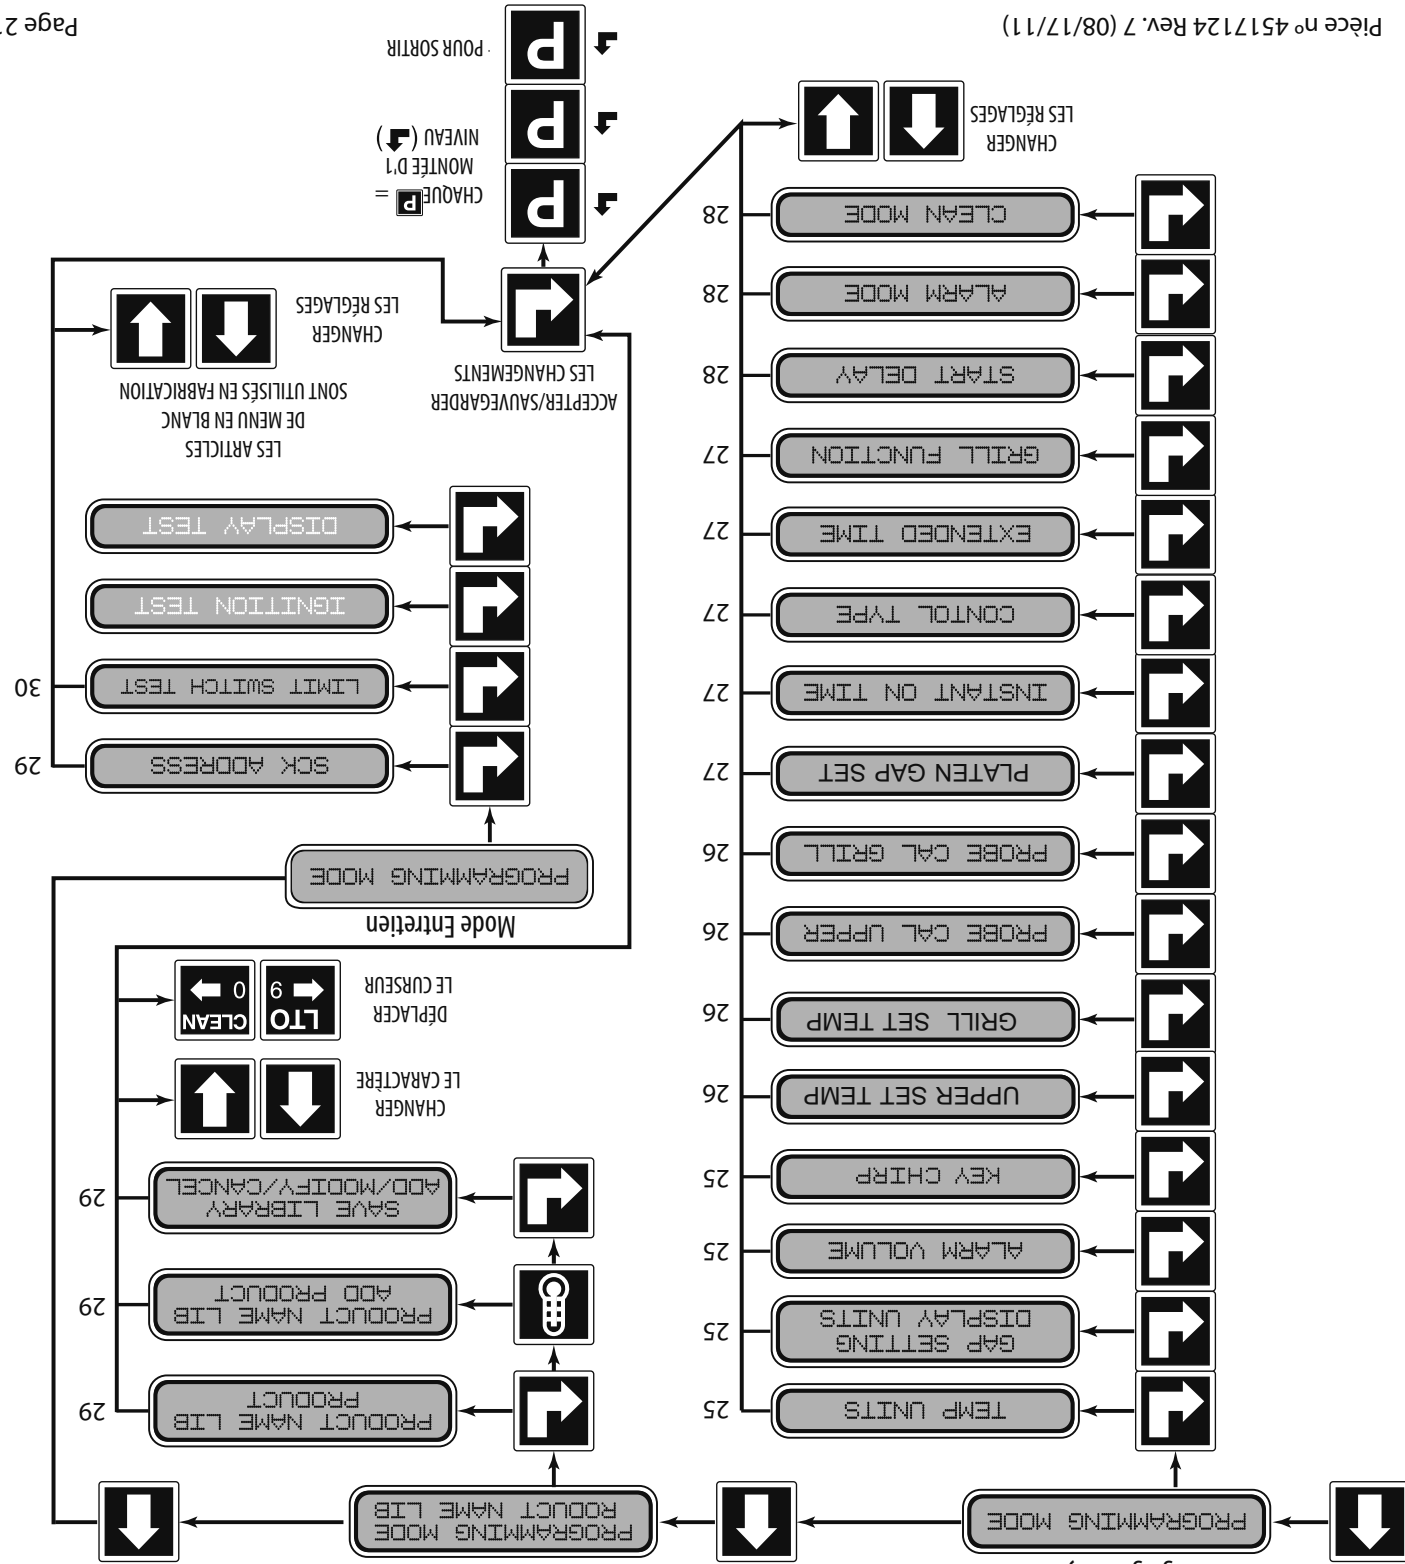 PROGRAMMING MODE
TEMP UNITS
25
GAP SETTING
DISPLAY UNITS
25
ALARM VOLUME
25
KEY CHIRP
25
UPPER SET TEMP
26
GRILL SET TEMP
26
PROBE CAL UPPER
26
PROBE CAL GRILL
26
PLATEN GAP SET
27
INSTANT ON TIME
27
CONTOL TYPE
27
EXTENDED TIME
27
GRILL FUNCTION
27
START DELAY
28
ALARM MODE
28
CLEAN MODE
28
CHANGER
LES RÉGLAGES
PROGRAMMING MODE
RODUCT NAME LIB
PRODUCT NAME LIB
PRODUCT
29
PRODUCT NAME LIB
ADD PRODUCT
29
SAVE LIBRARY
ADD/MODIFY/CANCEL
29
CHANGER
LE CARACTÈRE
DÉPLACER
LE CURSEUR
LTO
9
CLEAN
0
Mode Entretien
PROGRAMMING MODE
SCK ADDRESS
29
LIMIT SWITCH TEST
30
IGNITION TEST
DISPLAY TEST
LES ARTICLES
DE MENU EN BLANC
SONT UTILISÉS EN FABRICATION
CHANGER
LES RÉGLAGES
ACCEPTER/SAUVEGARDER
LES CHANGEMENTS
P
P
P
CHAQUE P =
MONTÉE D'1
NIVEAU ( )
POUR SORTIR
Pièce nº 4517124 Rev. 7 (08/17/11)
Page 2